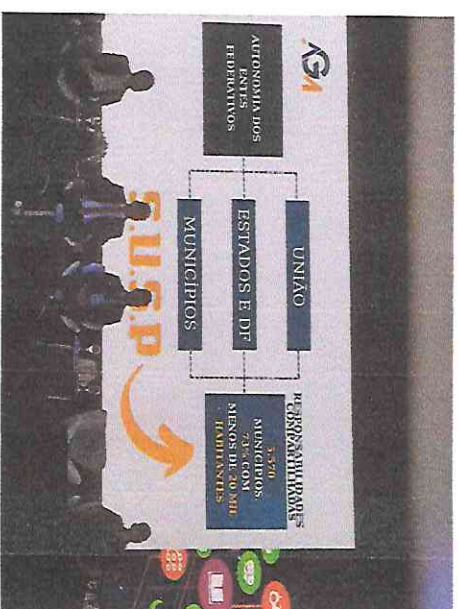 AGM
AUTONOMIA DOS
ENTES
FEDERATIVOS
UNIÃO
ESTADOS E DF
MUNICÍPIOS
RESPONSABILIDADES
COMPARTILHADAS
5.570
MUNICÍPIOS
73% COM
MENOS DE 20 MIL
HABITANTES
S.U.S.P